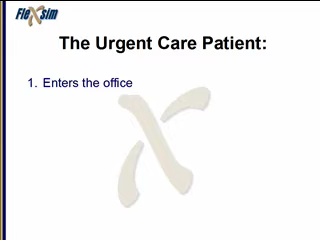 FleXsim
The Urgent Care Patient:
1. Enters the office